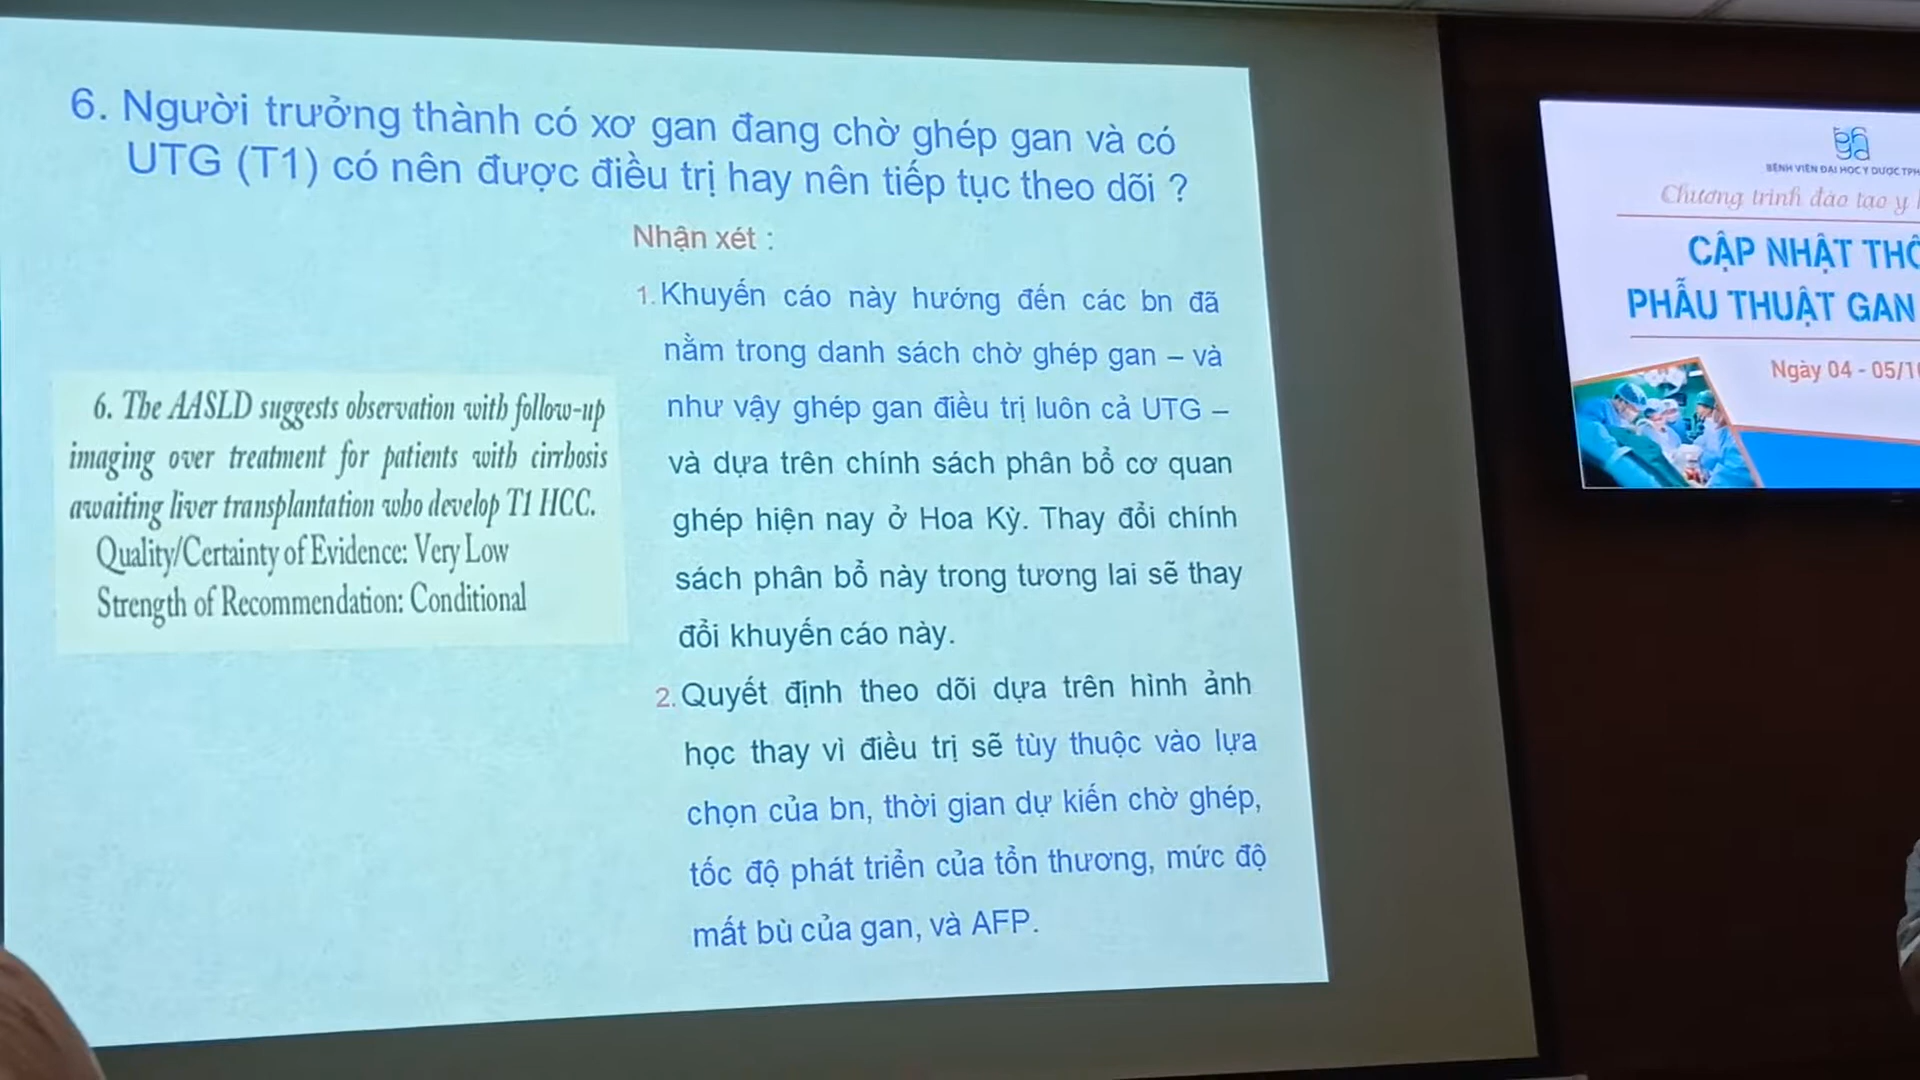 6. Người trưởng thành có xơ gan đang chờ ghép gan và có
UTG (T1) có nên được điều trị hay nên tiếp tục theo dõi ?
6. The AASLD suggests observation with follow-up
imaging over treatment for patients with cirrhosis
awaiting liver transplantation who develop T1 HCC.
Quality/Certainty of Evidence: Very Low
Strength of Recommendation: Conditional
Nhận xét :
1. Khuyến cáo này hướng đến các bn đã
nằm trong danh sách chờ ghép gan – và
như vậy ghép gan điều trị luôn cả UTG –
và dựa trên chính sách phân bổ cơ quan
ghép hiện nay ở Hoa Kỳ. Thay đổi chính
sách phân bổ này trong tương lai sẽ thay
đổi khuyến cáo này.
2. Quyết định theo dõi dựa trên hình ảnh
học thay vì điều trị sẽ tùy thuộc vào lựa
chọn của bn, thời gian dự kiến chờ ghép,
tốc độ phát triển của tổn thương, mức độ
mất bù của gan, và AFP.
BỆNH VIỆN ĐẠI HỌC Y DƯỢC TPH
Chương trình đào tạo y
CẬP NHẬT THÔ
PHẪU THUẬT GAN
Ngày 04 - 05/1